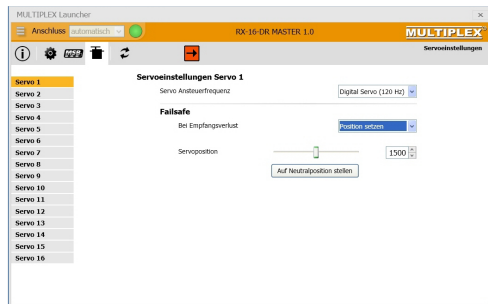 MULTIPLEX Launcher
Anschluss automatisch RX-16-DR MASTER 1.0 MULTIPLEX
MSB
Servoeinstellungen
Servoeinstellungen Servo 1
Servo Ansteuerfrequenz Digital Servo (120 Hz)
Failsafe
Bei Empfangsverlust Position setzen
Servoposition 1500
Auf Neutralposition stellen
Servo 1
Servo 2
Servo 3
Servo 4
Servo 5
Servo 6
Servo 7
Servo 8
Servo 9
Servo 10
Servo 11
Servo 12
Servo 13
Servo 14
Servo 15
Servo 16